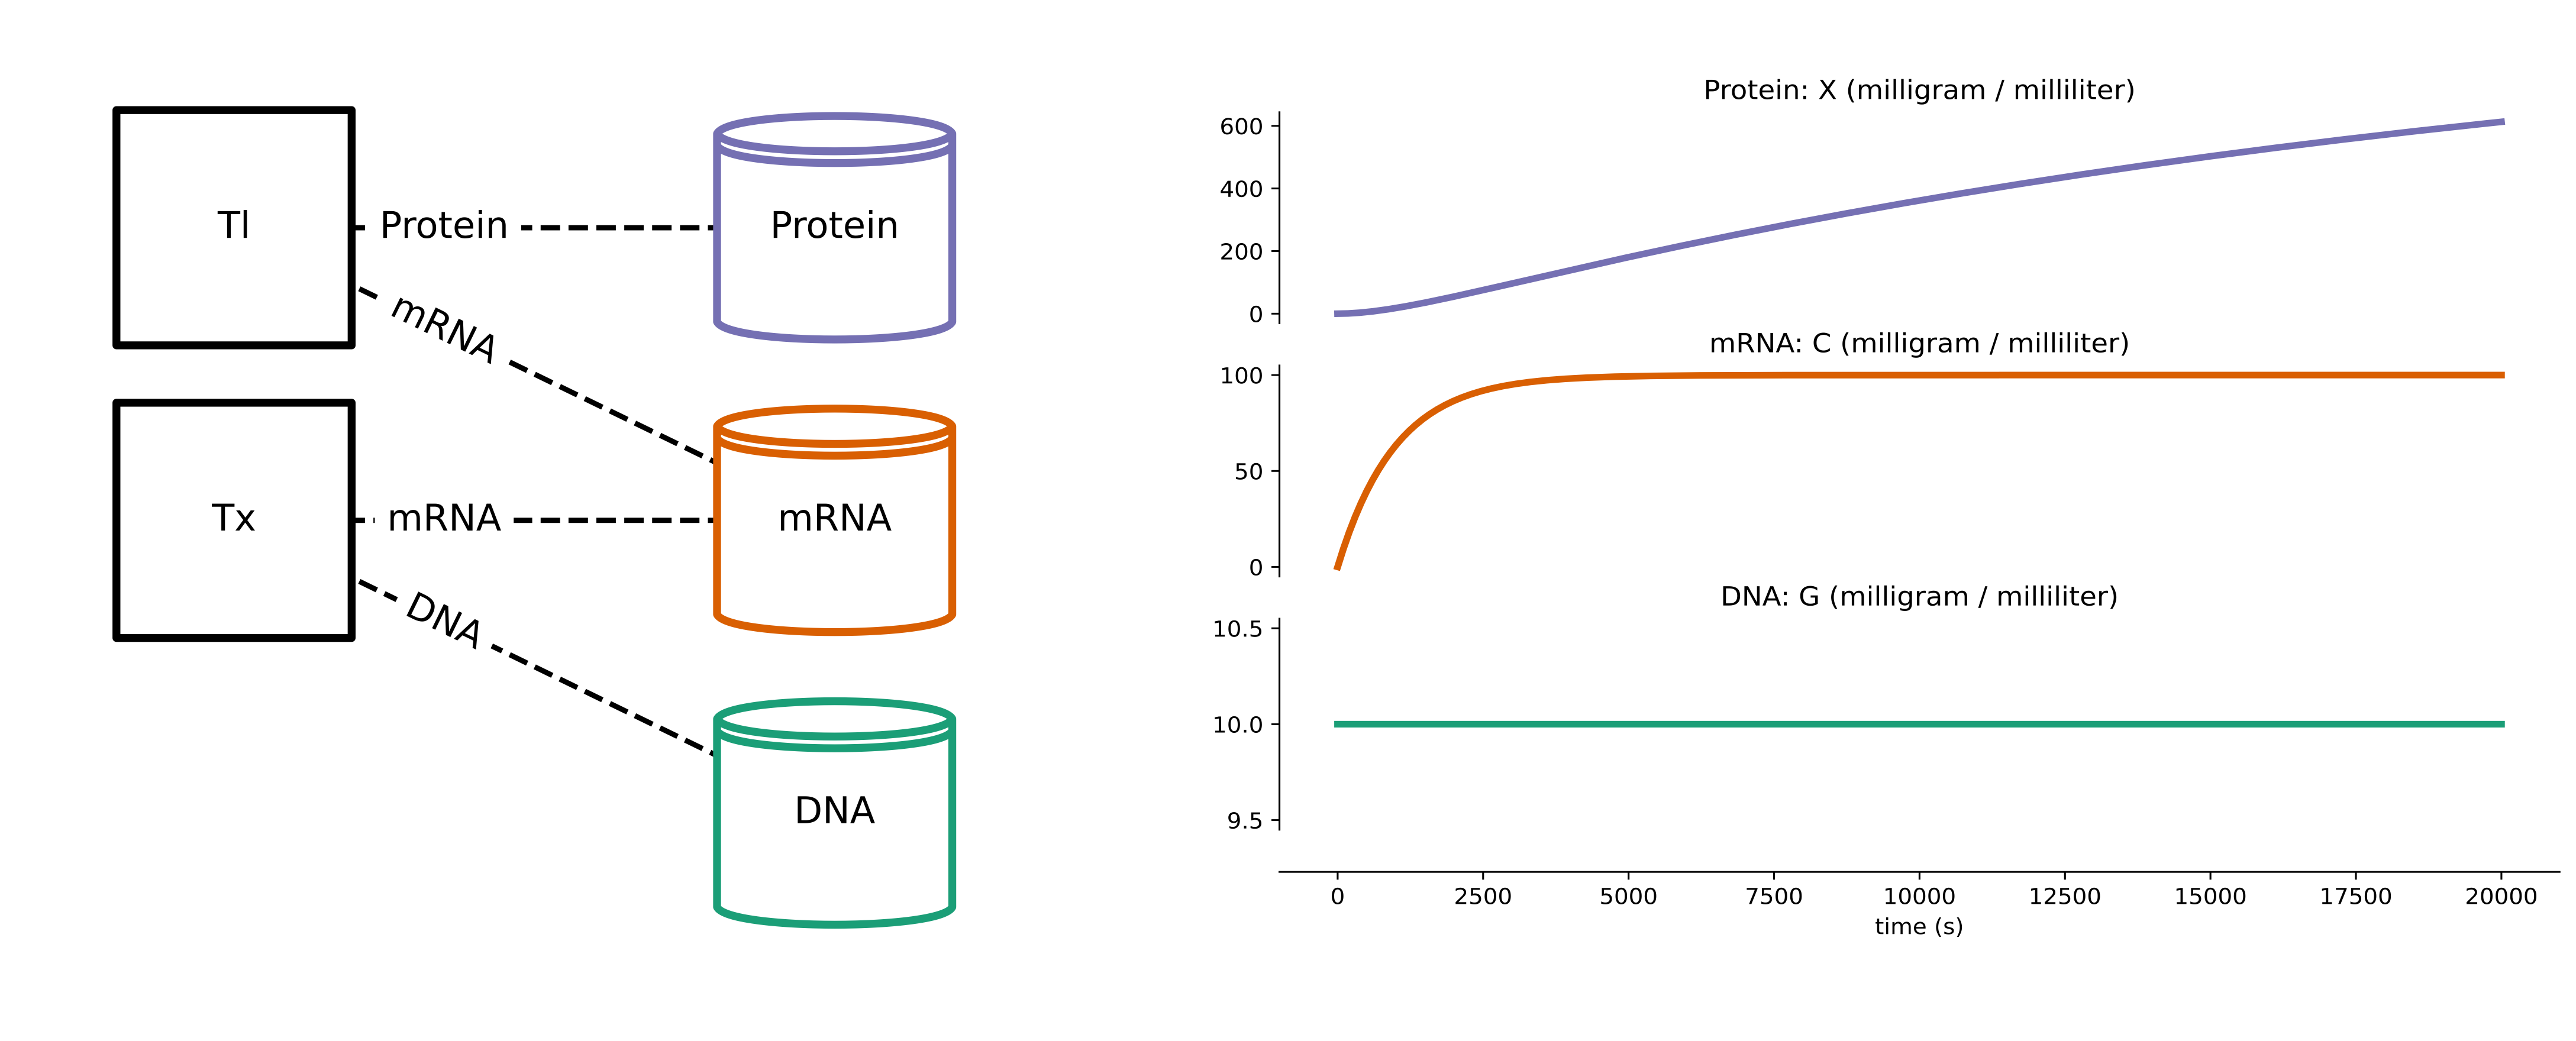 Tl
Protein
Protein
mRNA
Tx
mRNA
mRNA
DNA
DNA
Protein: X (milligram / milliliter)
600
400
200
0
mRNA: C (milligram / milliliter)
100
50
0
DNA: G (milligram / milliliter)
10.5
10.0
9.5
0 2500 5000 7500 10000 12500 15000 17500 20000
time (s)